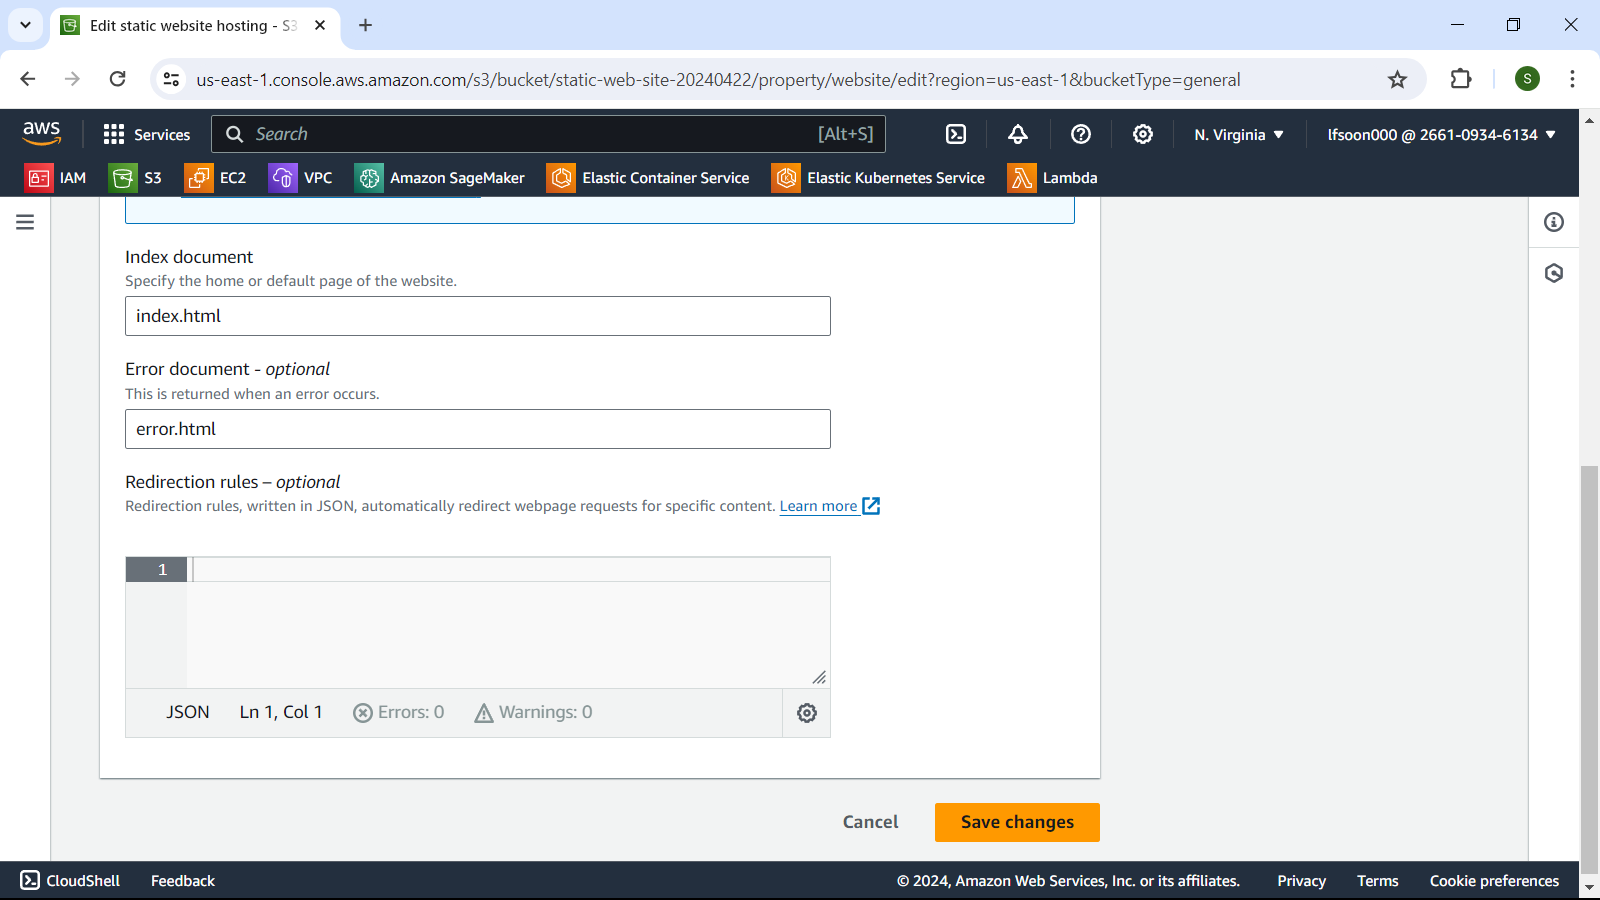 Edit static website hosting - S3
us-east-1.console.aws.amazon.com/s3/bucket/static-web-site-20240422/property/website/edit?region=us-east-1&bucketType=general
S
aws
Services
Search
[Alt+S]
N. Virginia
lfsoon000 @ 2661-0934-6134
IAM
S3
EC2
VPC
Amazon SageMaker
Elastic Container Service
Elastic Kubernetes Service
Lambda
Index document
Specify the home or default page of the website.
index.html
Error document - optional
This is returned when an error occurs.
error.html
Redirection rules – optional
Redirection rules, written in JSON, automatically redirect webpage requests for specific content. Learn more
1
JSON
Ln 1, Col 1
Errors: 0
Warnings: 0
Cancel
Save changes
CloudShell
Feedback
© 2024, Amazon Web Services, Inc. or its affiliates.
Privacy
Terms
Cookie preferences